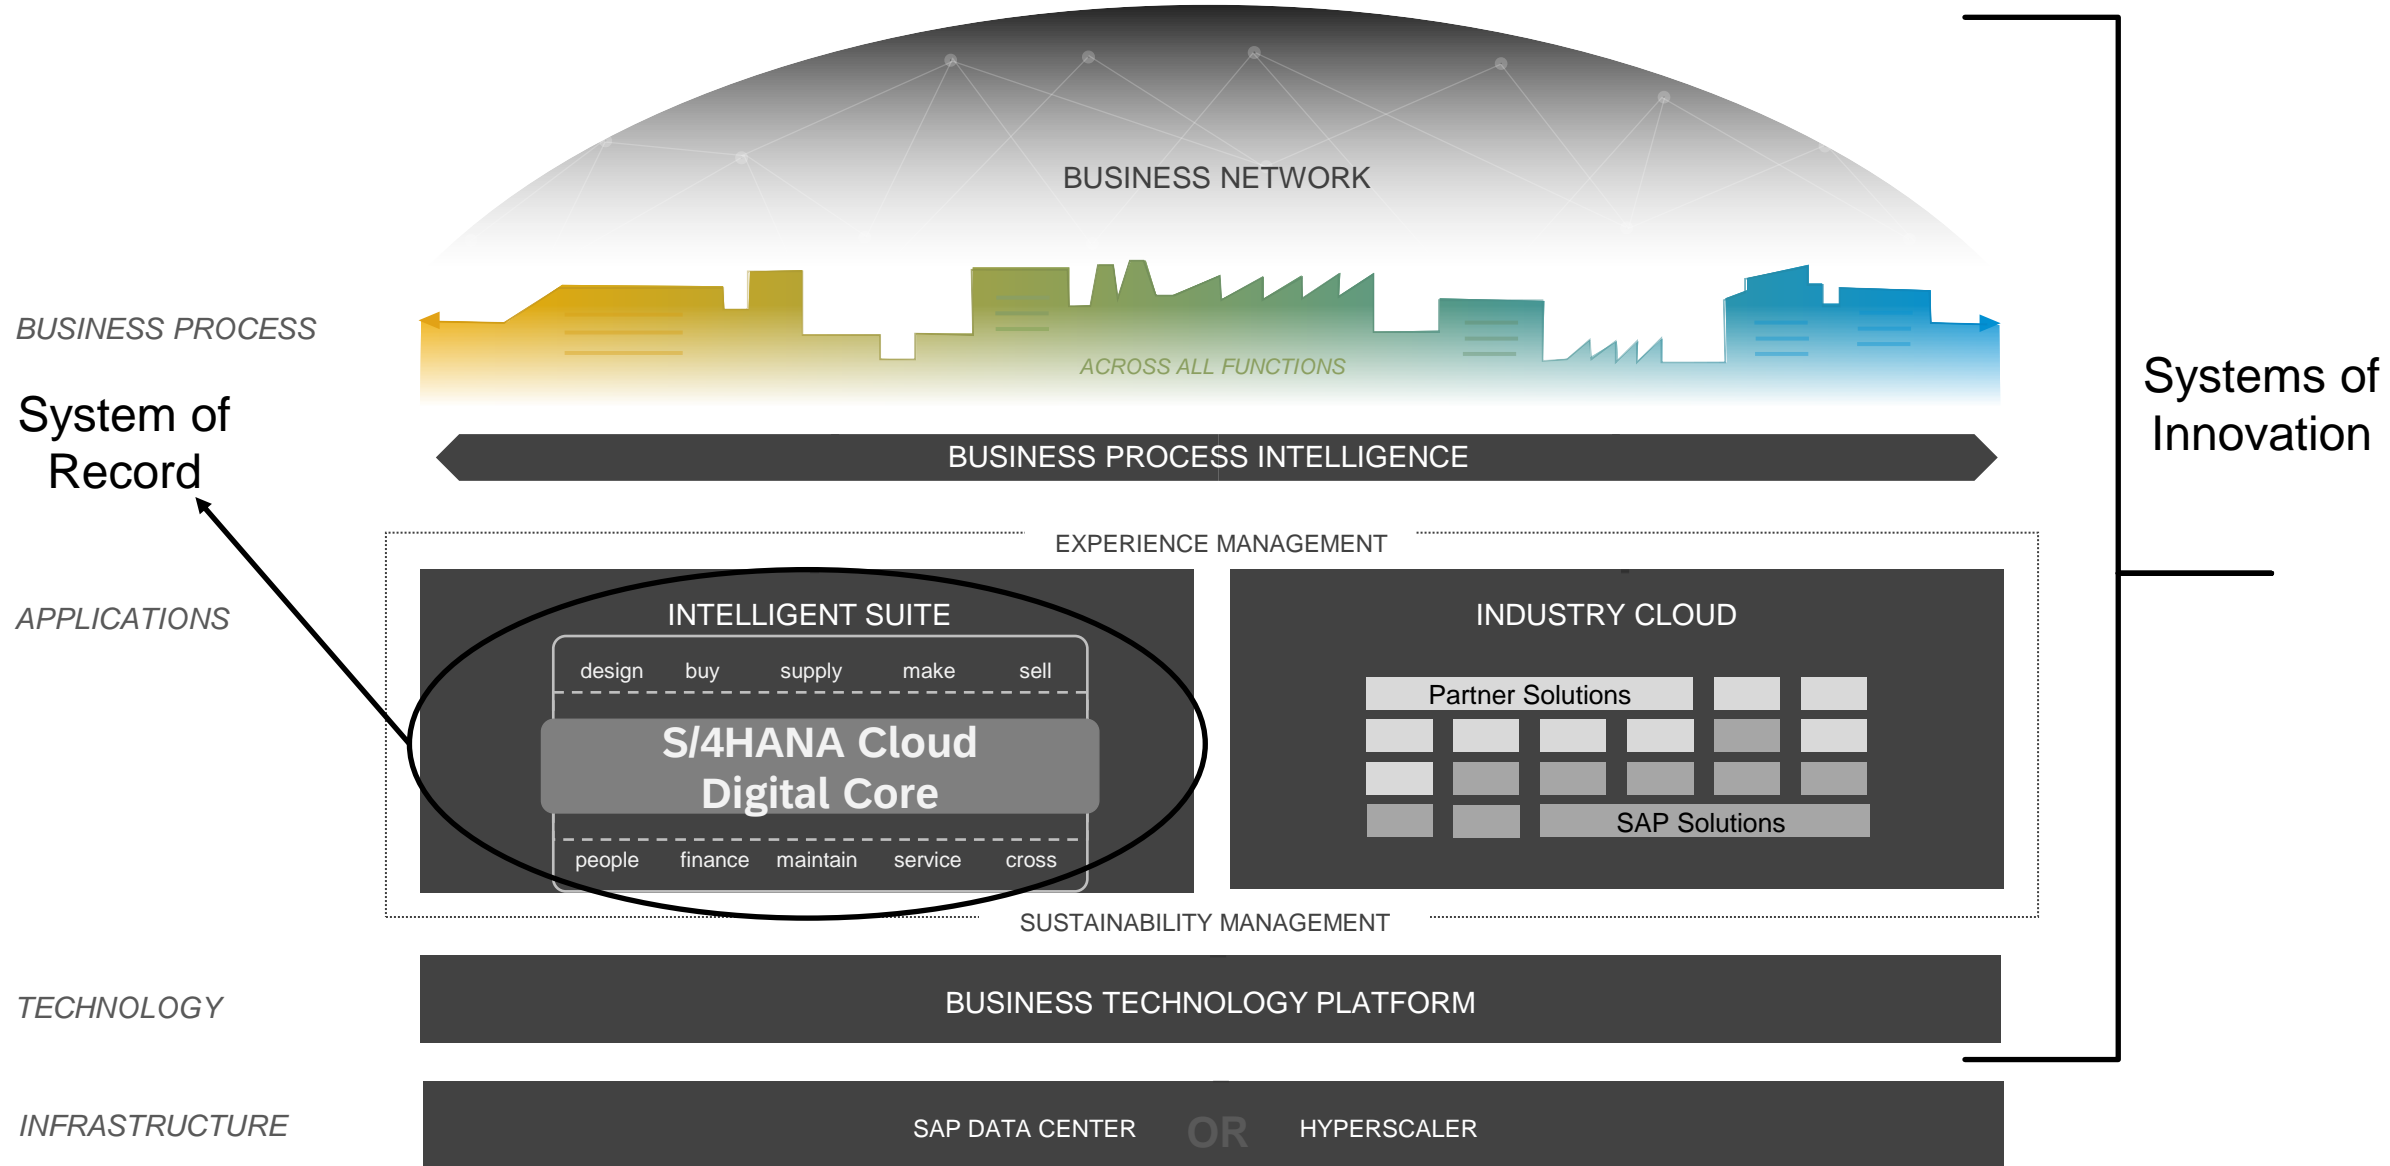 BUSINESS NETWORK
BUSINESS PROCESS
ACROSS ALL FUNCTIONS
System of
Record
Systems of
Innovation
BUSINESS PROCESS INTELLIGENCE
EXPERIENCE MANAGEMENT
APPLICATIONS
INTELLIGENT SUITE
design buy supply make sell
S/4HANA Cloud
Digital Core
people finance maintain service cross
INDUSTRY CLOUD
Partner Solutions
SAP Solutions
SUSTAINABILITY MANAGEMENT
TECHNOLOGY
BUSINESS TECHNOLOGY PLATFORM
INFRASTRUCTURE
SAP DATA CENTER OR HYPERSCALER